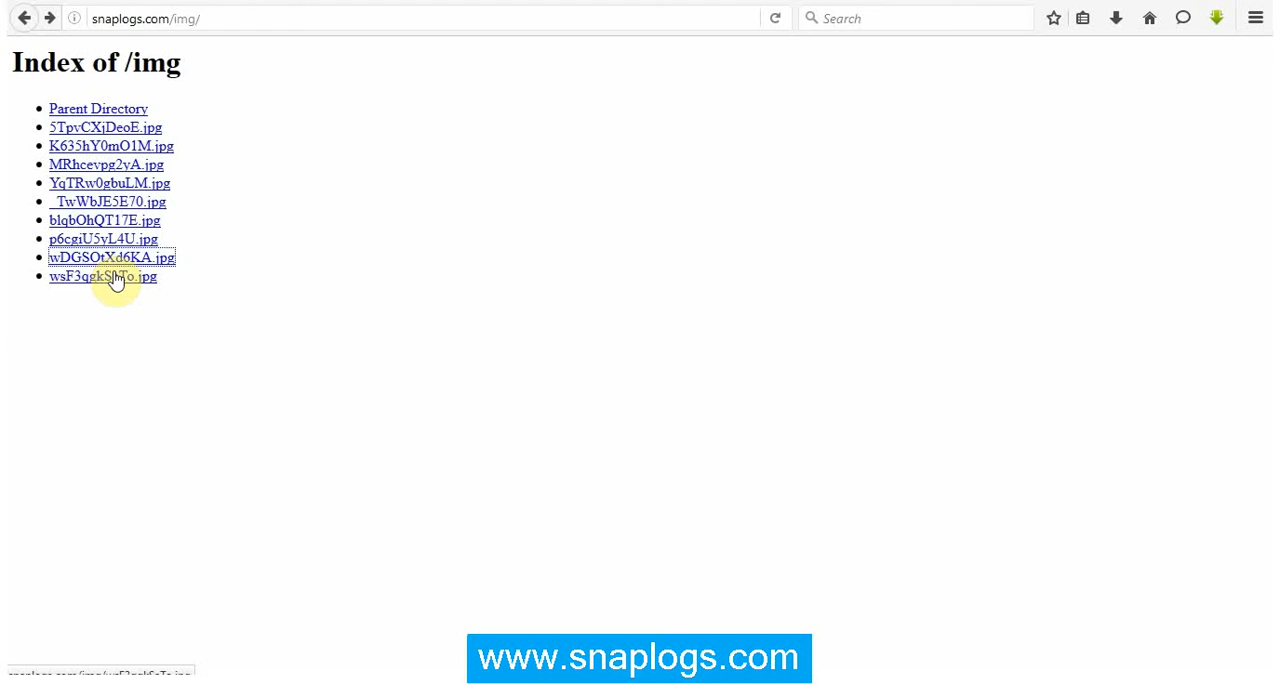 snaplogs.com/img/
Search
Index of /img
Parent Directory
5TpvCXjDeoE.jpg
K635hY0mO1M.jpg
MRhcevpg2yA.jpg
YqTRw0gbuLM.jpg
_TwWbJE5E70.jpg
blqbOhQT17E.jpg
p6cgiU5yL4U.jpg
wDGSOtXd6KA.jpg
www.snaplogs.com